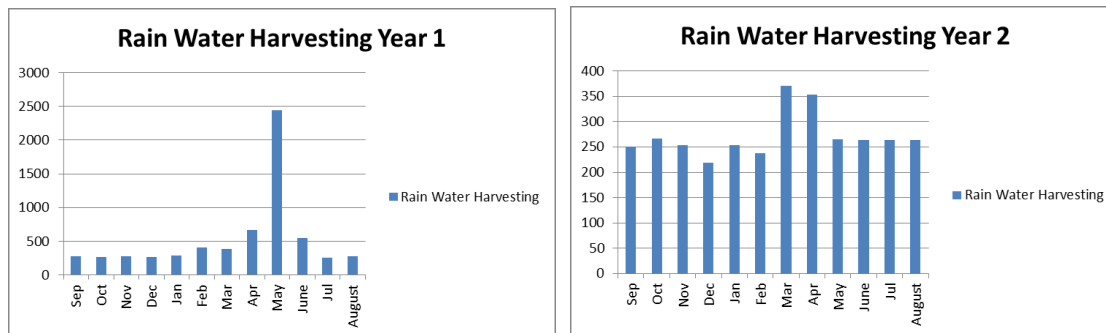 Rain Water Harvesting Year 1
3000
2500
2000
1500
1000
500
0
Sep
Oct
Nov
Dec
Jan
Feb
Mar
Apr
May
June
Jul
August
Rain Water Harvesting
Rain Water Harvesting Year 2
400
350
300
250
200
150
100
50
0
Sep
Oct
Nov
Dec
Jan
Feb
Mar
Apr
May
June
Jul
August
Rain Water Harvesting